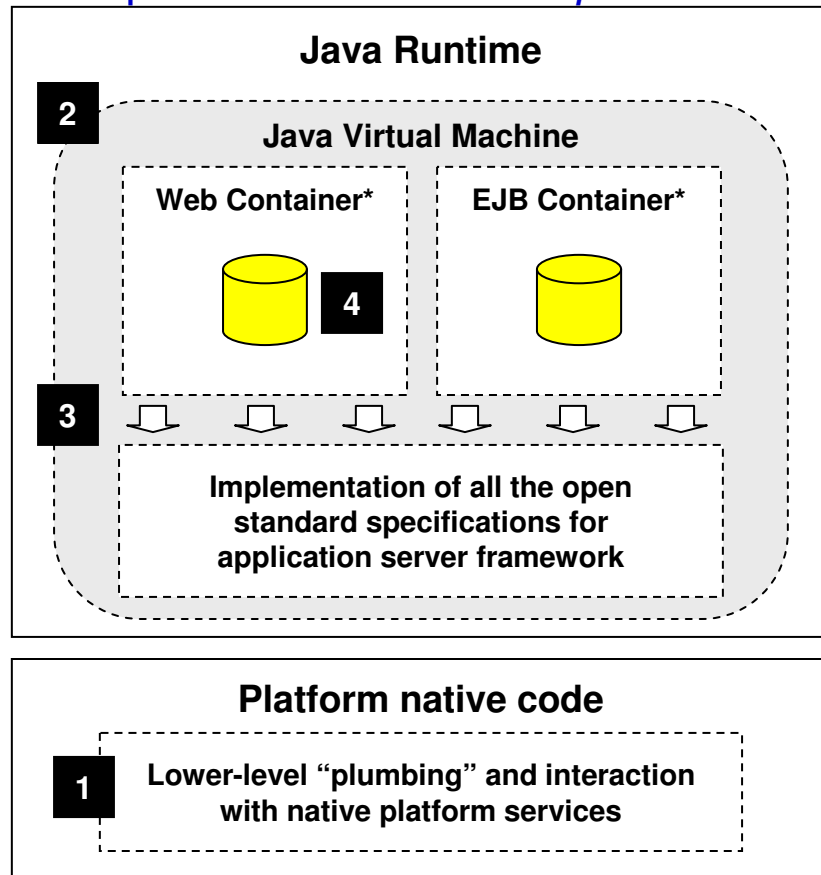 Java Runtime
2
Java Virtual Machine
Web Container*
EJB Container*
4
3
Implementation of all the open
standard specifications for
application server framework
Platform native code
1
Lower-level “plumbing” and interaction
with native platform services